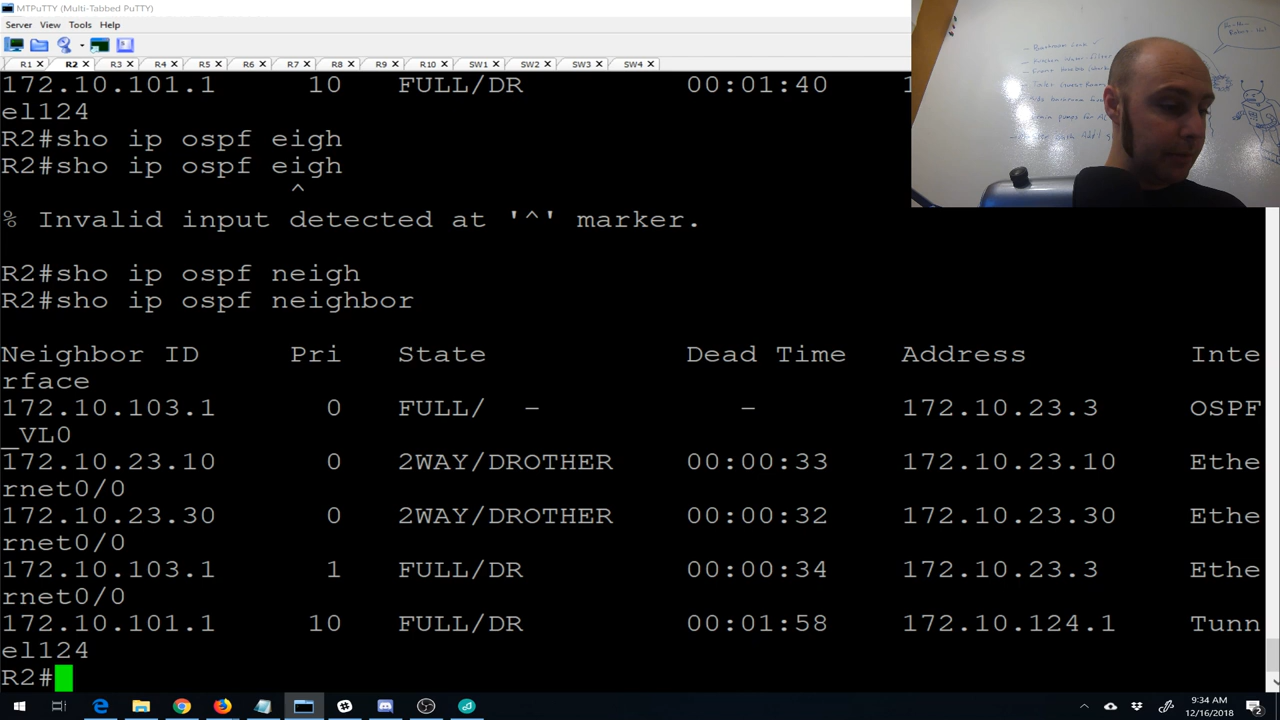 MTPuTTY (Multi-Tabbed PuTTY)
Server View Tools Help
R1 R2 R3 R4 R5 R6 R7 R8 R9 R10 SW1 SW2 SW3 SW4
172.10.101.1 10 FULL/DR 00:01:40 1
el124
R2#sho ip ospf eigh
R2#sho ip ospf eigh
^
% Invalid input detected at '^' marker.
R2#sho ip ospf neigh
R2#sho ip ospf neighbor
Neighbor ID Pri State Dead Time Address Inte
rface
172.10.103.1 0 FULL/ - - 172.10.23.3 OSPF
_VL0
172.10.23.10 0 2WAY/DROTHER 00:00:33 172.10.23.10 Ethe
rnet0/0
172.10.23.30 0 2WAY/DROTHER 00:00:32 172.10.23.30 Ethe
rnet0/0
172.10.103.1 1 FULL/DR 00:00:34 172.10.23.3 Ethe
rnet0/0
172.10.101.1 10 FULL/DR 00:01:58 172.10.124.1 Tunn
el124
R2#
9:34 AM
12/16/2018
2